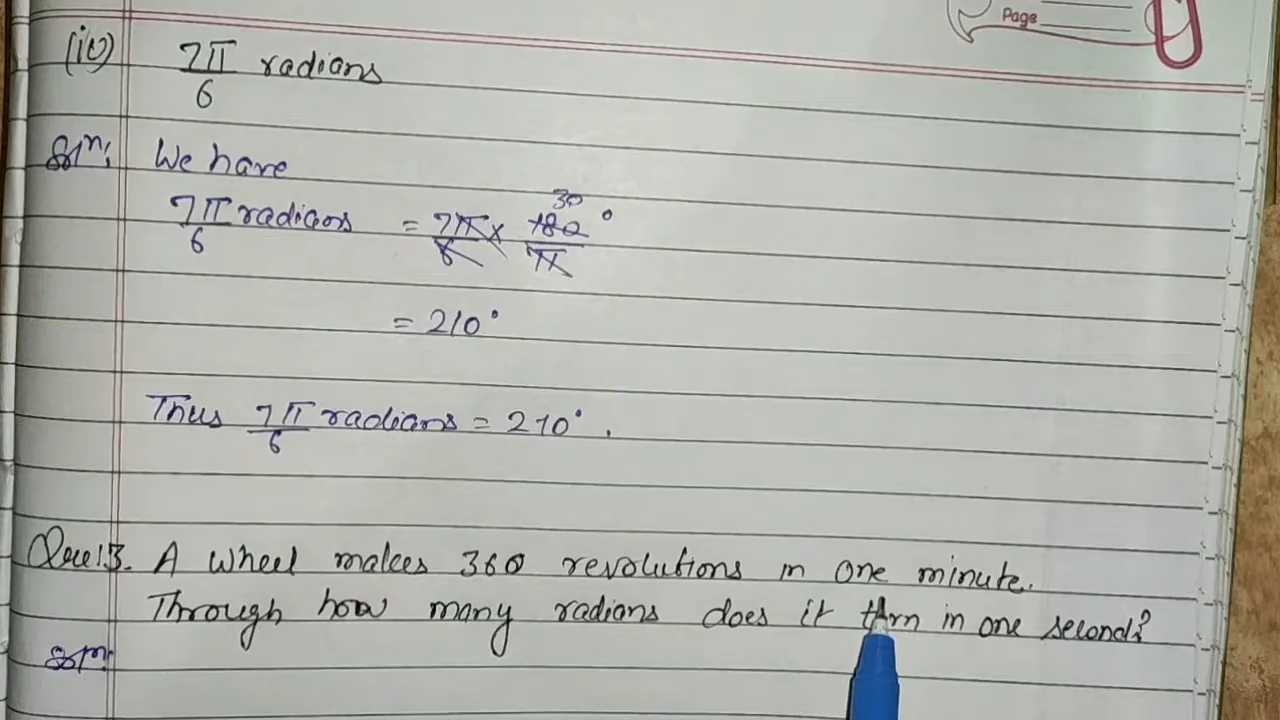 Page
(iv) 7π/6 radians
Solⁿ: We have
7π/6 radians = 7π/6 × 180/π ° 30
= 210°
Thus 7π/6 radians = 210°.
Que:3. A wheel makes 360 revolutions in one minute.
Through how many radians does it turn in one second?
Solⁿ: